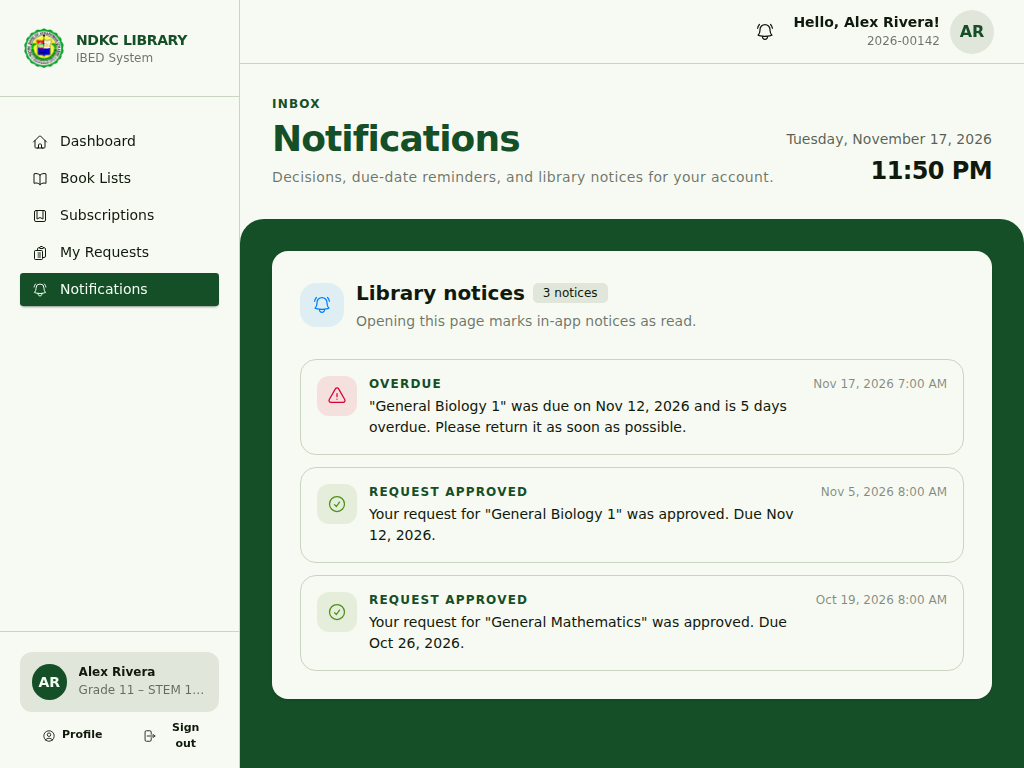 NDKC LIBRARY
IBED System
Dashboard
Book Lists
Subscriptions
My Requests
Notifications
Alex Rivera
AR
Grade 11 – STEM 1...
Profile
Sign
out
Hello, Alex Rivera!
2026-00142
AR
INBOX
Notifications
Decisions, due-date reminders, and library notices for your account.
Tuesday, November 17, 2026
11:50 PM
Library notices
3 notices
Opening this page marks in-app notices as read.
OVERDUE
Nov 17, 2026 7:00 AM
"General Biology 1" was due on Nov 12, 2026 and is 5 days
overdue. Please return it as soon as possible.
REQUEST APPROVED
Nov 5, 2026 8:00 AM
Your request for "General Biology 1" was approved. Due Nov
12, 2026.
REQUEST APPROVED
Oct 19, 2026 8:00 AM
Your request for "General Mathematics" was approved. Due
Oct 26, 2026.